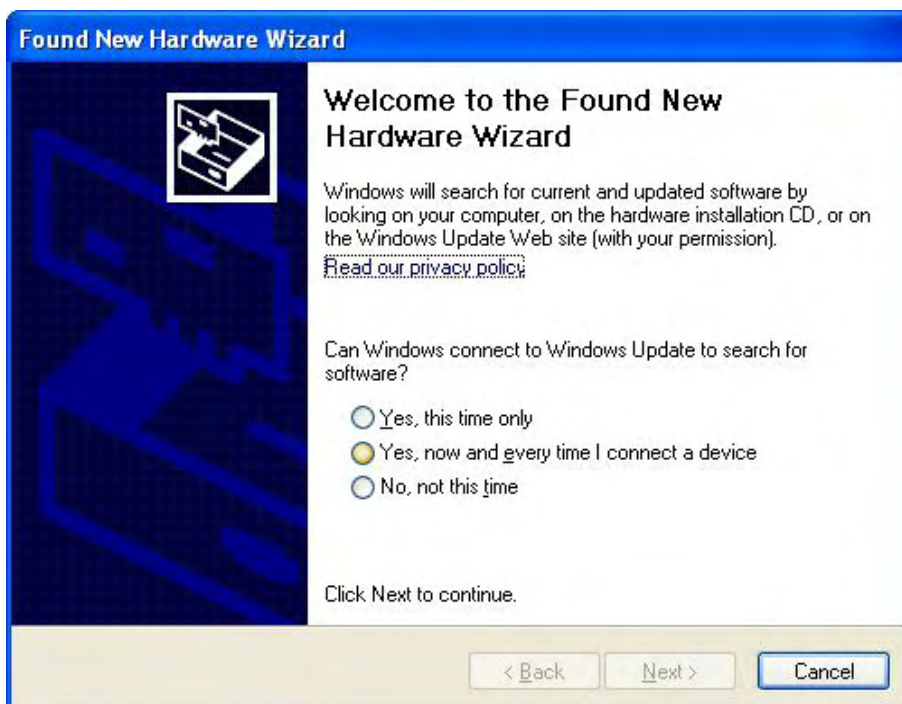 Found New Hardware Wizard
Welcome to the Found New
Hardware Wizard
Windows will search for current and updated software by
looking on your computer, on the hardware installation CD, or on
the Windows Update Web site (with your permission).
Read our privacy policy
Can Windows connect to Windows Update to search for
software?
Yes, this time only
Yes, now and every time I connect a device
No, not this time
Click Next to continue.
< Back Next > Cancel